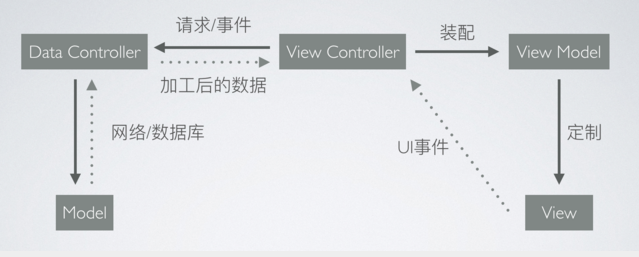 请求/事件
装配
Data Controller
View Controller
View Model
加工后的数据
网络/数据库
UI事件
定制
Model
View